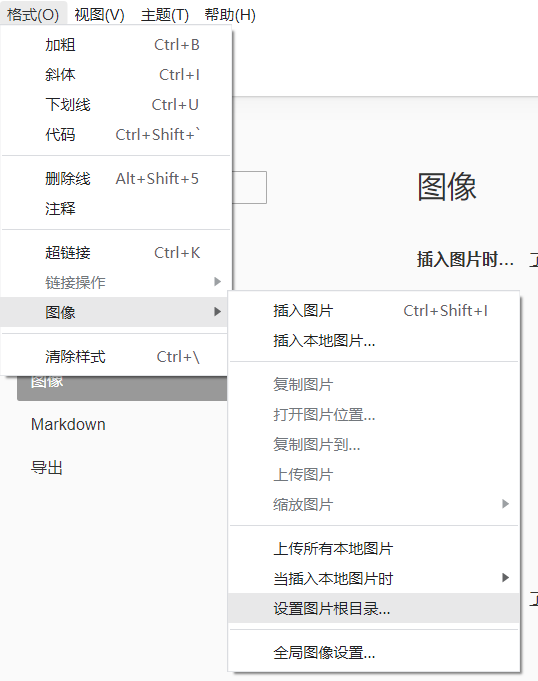 格式(O) 视图(V) 主题(T) 帮助(H)
加粗 Ctrl+B
斜体 Ctrl+I
下划线 Ctrl+U
代码 Ctrl+Shift+`
删除线 Alt+Shift+5
注释
超链接 Ctrl+K
链接操作
图像
清除样式 Ctrl+\
图像
插入图片时...
插入图片 Ctrl+Shift+I
插入本地图片...
复制图片
打开图片位置...
复制图片到...
上传图片
缩放图片
上传所有本地图片
当插入本地图片时
设置图片根目录...
全局图像设置...
图像
Markdown
导出